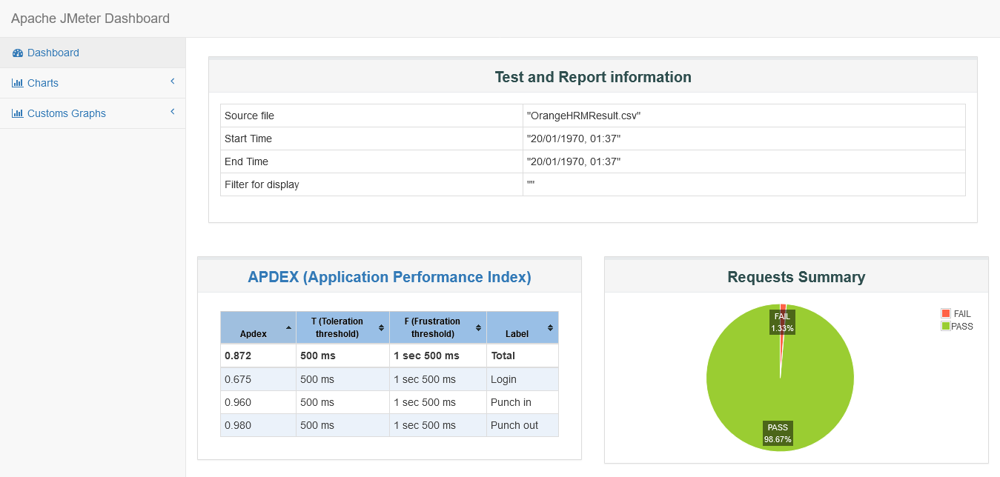 Apache JMeter Dashboard
Dashboard
Charts
Customs Graphs
Test and Report information
Source file "OrangeHRMResult.csv"
Start Time "20/01/1970, 01:37"
End Time "20/01/1970, 01:37"
Filter for display ""
APDEX (Application Performance Index)
Apdex T (Toleration threshold) F (Frustration threshold) Label
0.872 500 ms 1 sec 500 ms Total
0.675 500 ms 1 sec 500 ms Login
0.960 500 ms 1 sec 500 ms Punch in
0.980 500 ms 1 sec 500 ms Punch out
Requests Summary
FAIL
1.33%
PASS
98.67%
FAIL
PASS